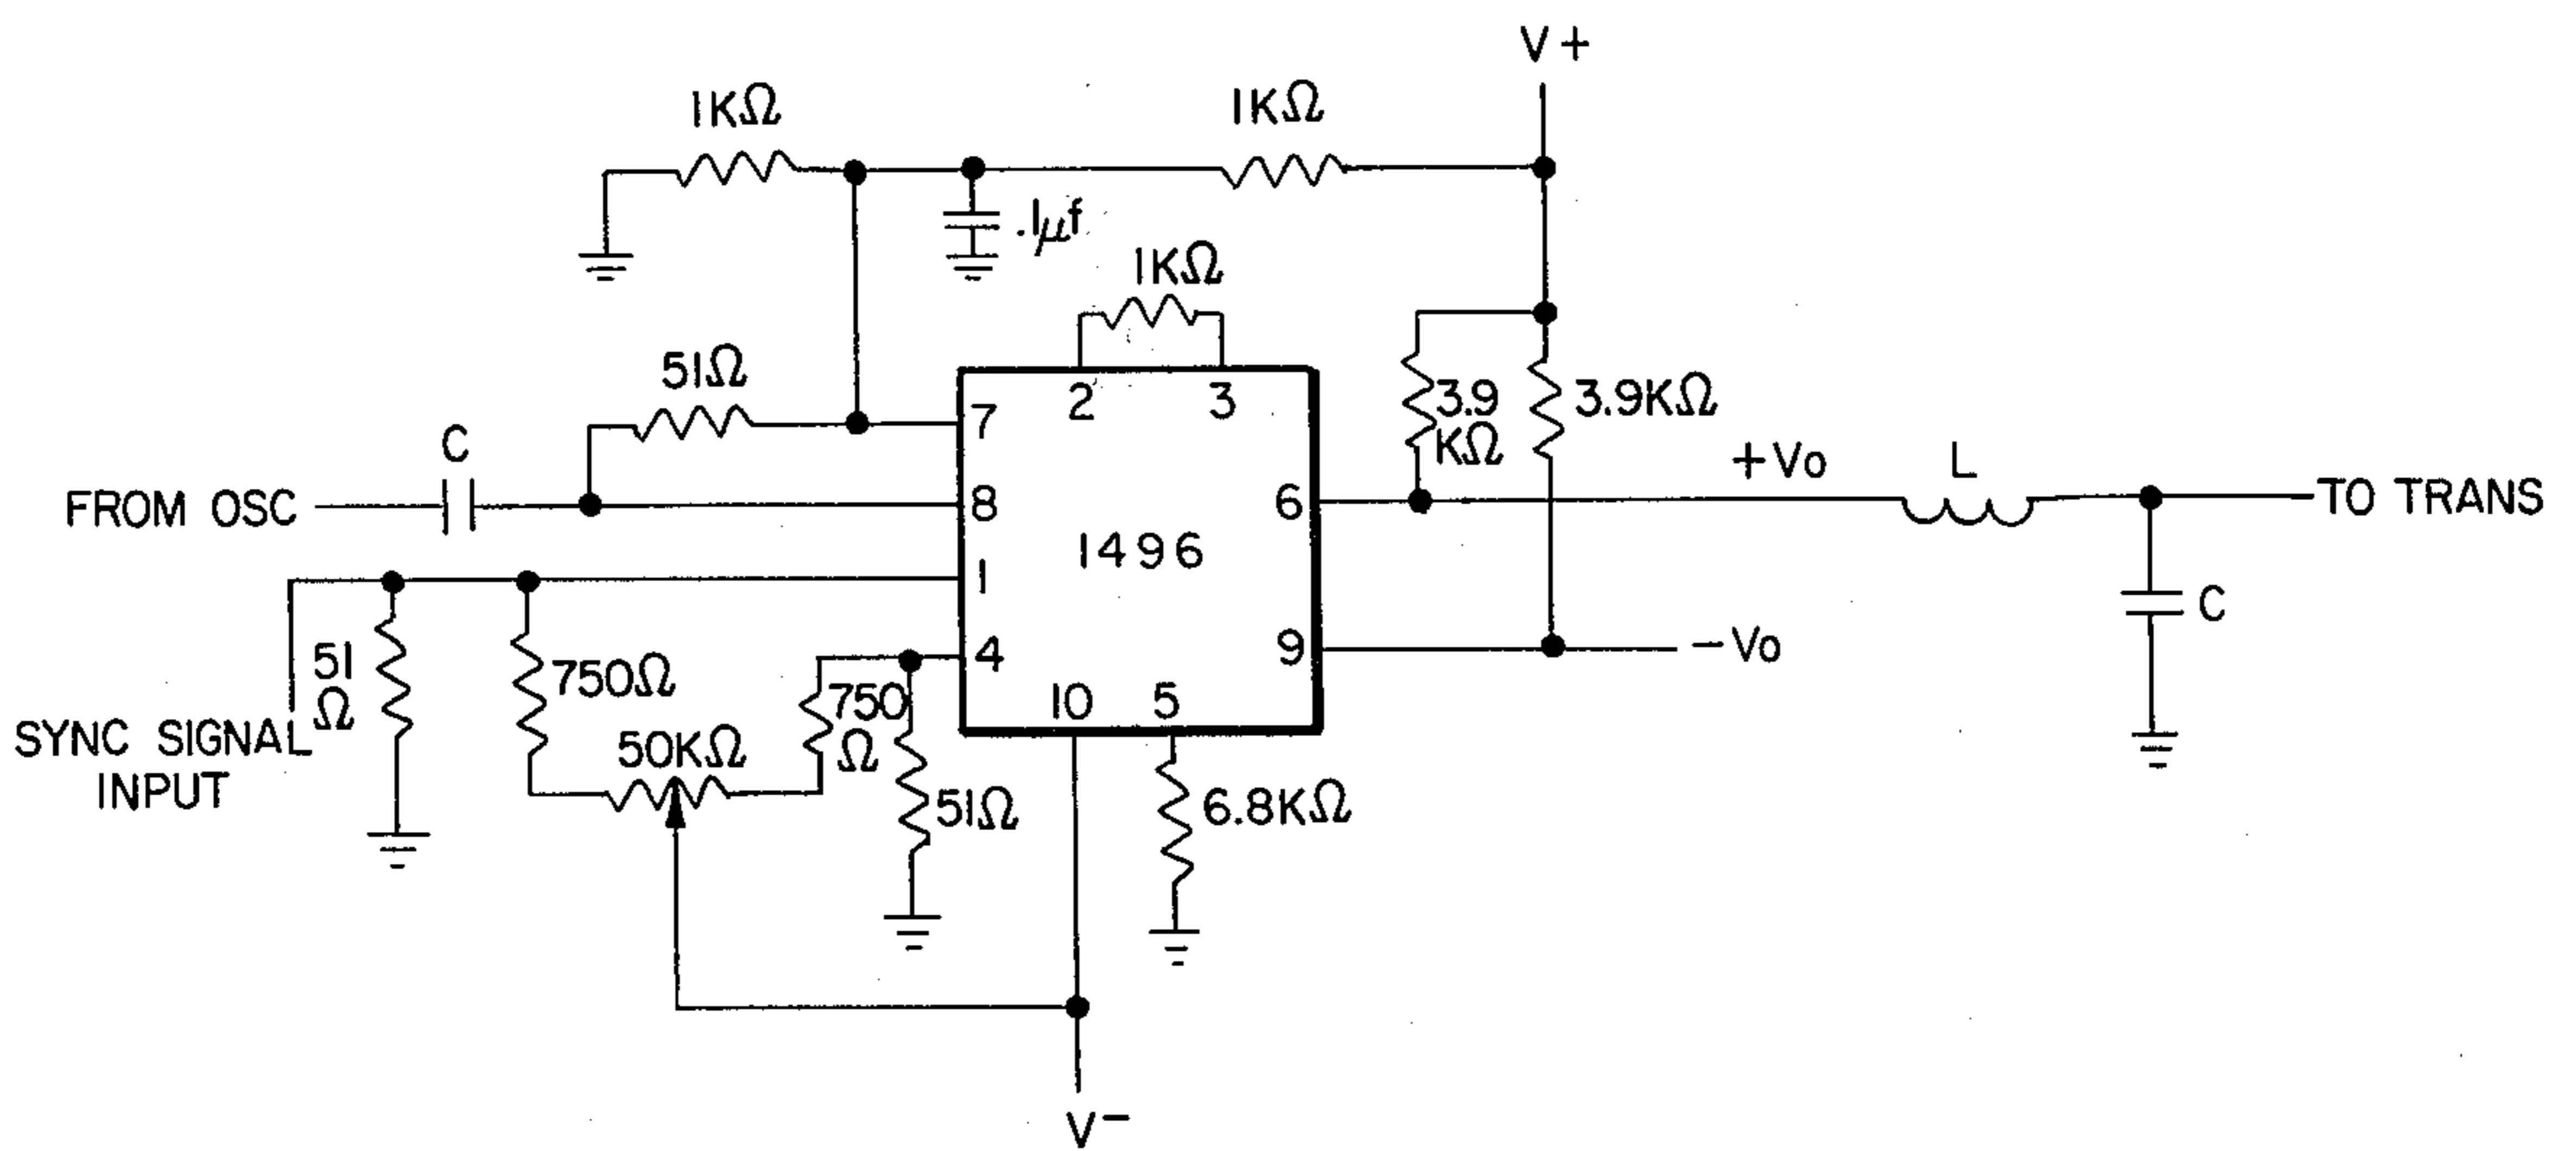 V+
1KΩ
1KΩ
.1μf
1KΩ
51Ω
2
3
3.9
KΩ
3.9KΩ
7
C
+Vo
L
FROM OSC
8
6
TO TRANS
1496
1
C
51
Ω
750Ω
4
9
-Vo
750
Ω
10
5
SYNC SIGNAL
INPUT
50KΩ
51Ω
6.8KΩ
V-